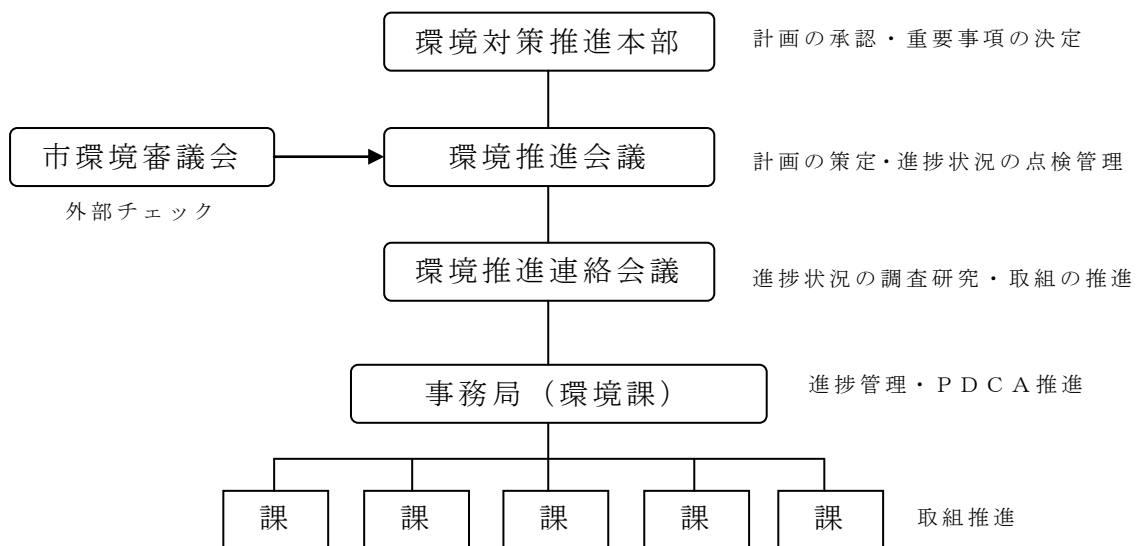 環境対策推進本部
計画の承認・重要事項の決定
市環境審議会
環境推進会議
計画の策定・進捗状況の点検管理
外部チェック
環境推進連絡会議
進捗状況の調査研究・取組の推進
事務局（環境課）
進捗管理・ＰＤＣＡ推進
課
課
課
課
課
取組推進